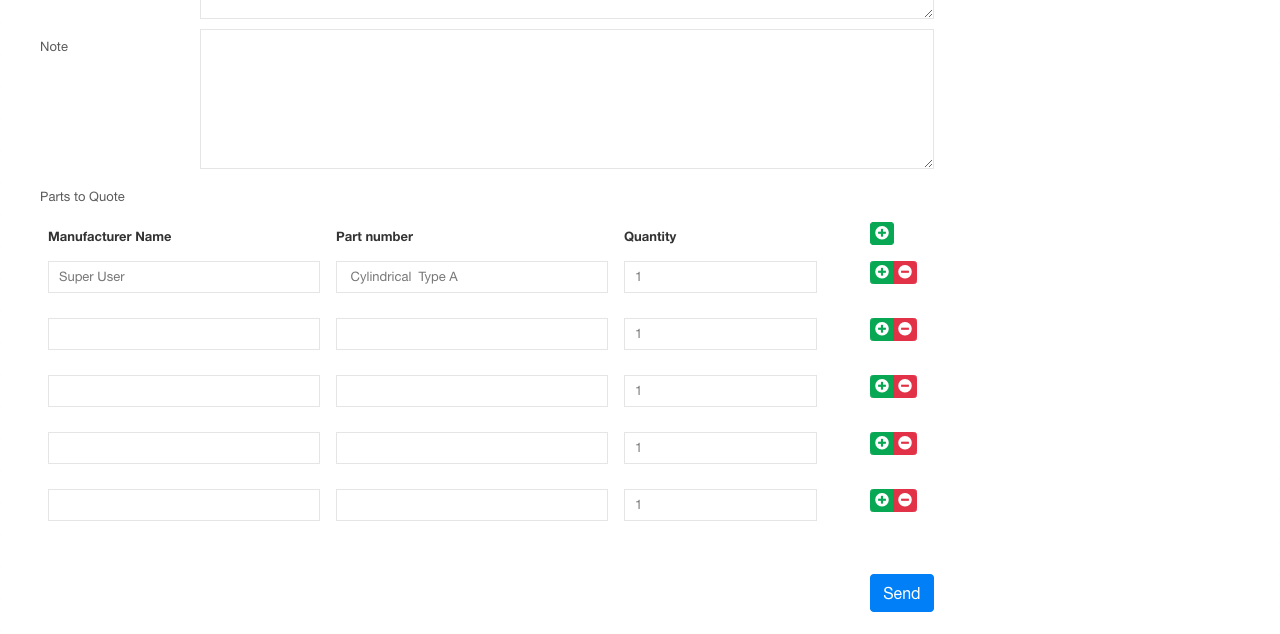 Note
Parts to Quote
Manufacturer Name Part number Quantity
Super User Cylindrical Type A 1
1
1
1
1
Send